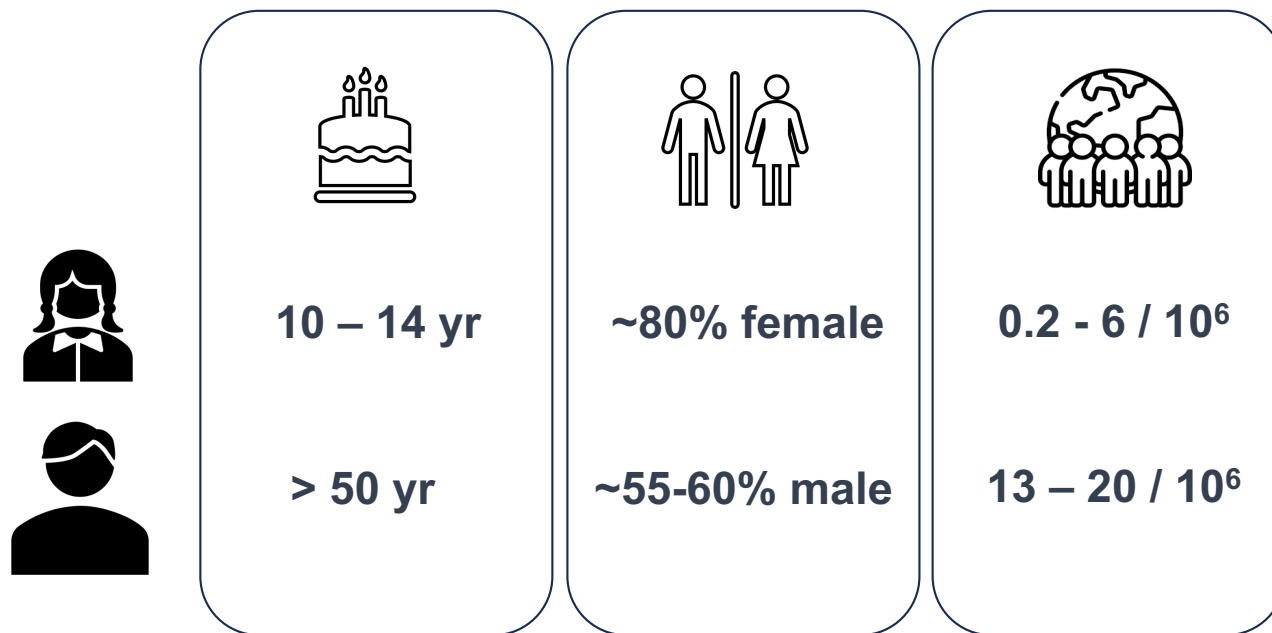 10 – 14 yr
~80% female
0.2 - 6 / 10⁶
> 50 yr
~55-60% male
13 – 20 / 10⁶